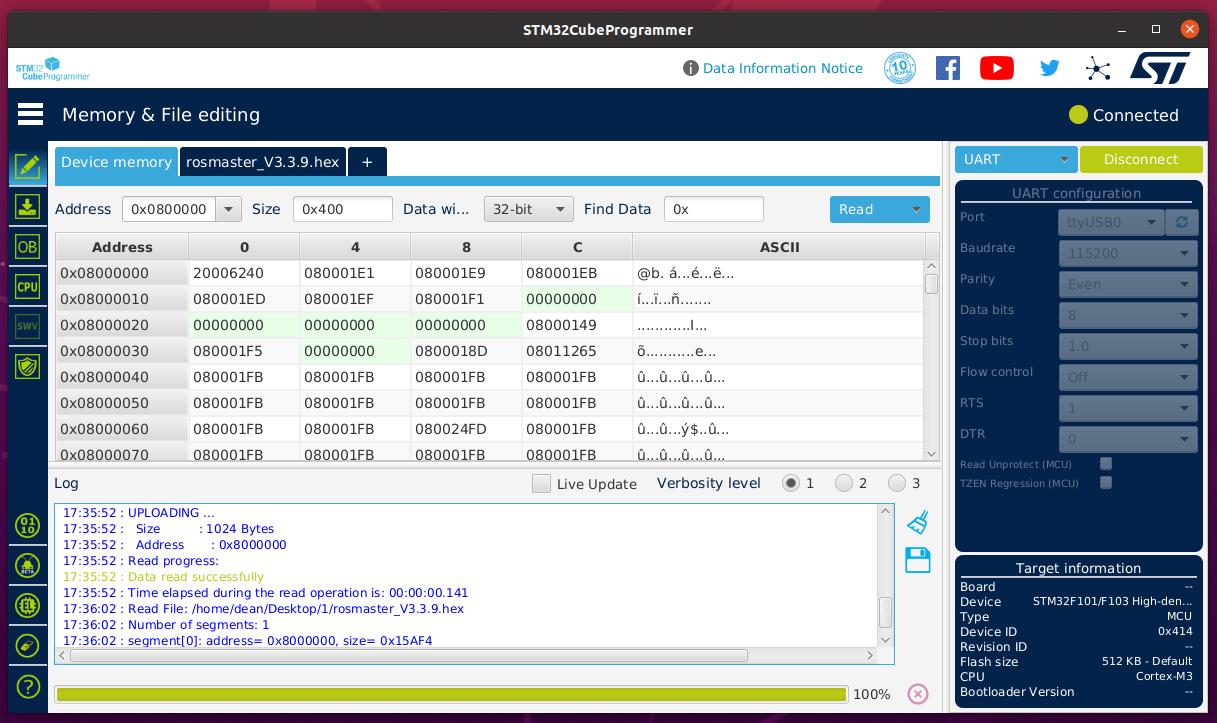 STM32CubeProgrammer
STM32 CubeProgrammer
Data Information Notice
10
Memory & File editing
Connected
Device memory rosmaster_V3.3.9.hex +
UART Disconnect
Address 0x0800000 Size 0x400 Data wi... 32-bit Find Data 0x Read
Address 0 4 8 C ASCII
0x08000000 20006240 080001E1 080001E9 080001EB @b. á...é...ë...
0x08000010 080001ED 080001EF 080001F1 00000000 í...ï...ñ.......
0x08000020 00000000 00000000 00000000 08000149 ............I...
0x08000030 080001F5 00000000 0800018D 08011265 õ...........e...
0x08000040 080001FB 080001FB 080001FB 080001FB û...û...û...û...
0x08000050 080001FB 080001FB 080001FB 080001FB û...û...û...û...
0x08000060 080001FB 080001FB 080024FD 080001FB û...û...ý$..û...
0x08000070 080001FB 080001FB 080001FB 080001FB û...û...û...û...
OB
CPU
SWV
01
10
BETA
?
Log Live Update Verbosity level 1 2 3
17:35:52 : UPLOADING ...
17:35:52 : Size : 1024 Bytes
17:35:52 : Address : 0x8000000
17:35:52 : Read progress:
17:35:52 : Data read successfully
17:35:52 : Time elapsed during the read operation is: 00:00:00.141
17:36:02 : Read File: /home/dean/Desktop/1/rosmaster_V3.3.9.hex
17:36:02 : Number of segments: 1
17:36:02 : segment[0]: address= 0x8000000, size= 0x15AF4
100%
UART configuration
Port ttyUSB0
Baudrate 115200
Parity Even
Data bits 8
Stop bits 1.0
Flow control Off
RTS 1
DTR 0
Read Unprotect (MCU)
TZEN Regression (MCU)
Target information
Board --
Device STM32F101/F103 High-den...
Type MCU
Device ID 0x414
Revision ID --
Flash size 512 KB - Default
CPU Cortex-M3
Bootloader Version --